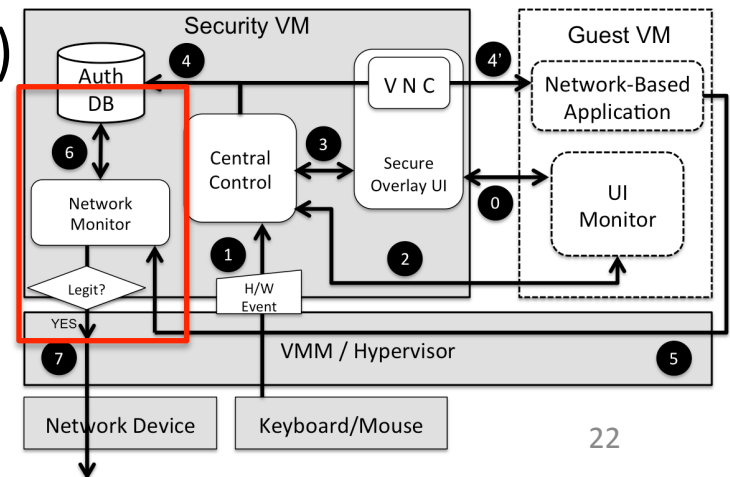 )
Security VM
Guest VM
Auth
DB
4
V N C
4’
Network-Based
Application
6
Central
Control
3
Secure
Overlay UI
0
UI
Monitor
Network
Monitor
1
2
Legit?
H/W
Event
YES
7
VMM / Hypervisor
5
Network Device
Keyboard/Mouse
22